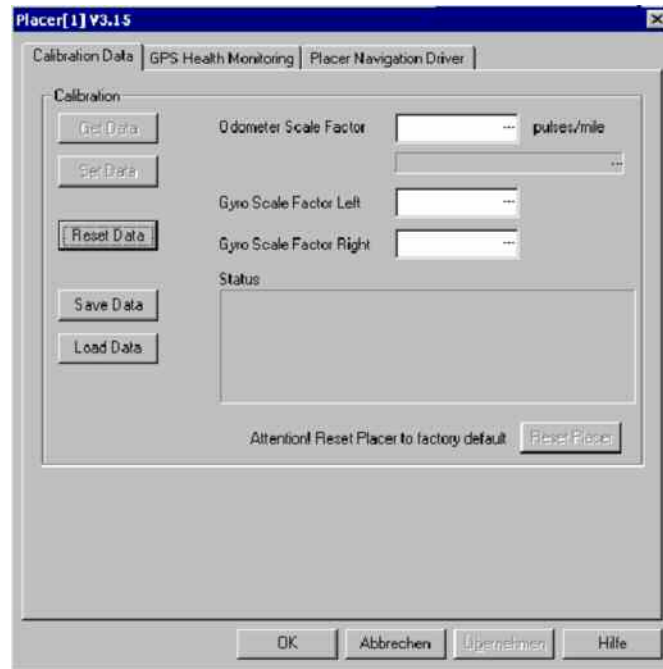 Placer[1] V3.15
Calibration Data GPS Health Monitoring Placer Navigation Driver
Calibration
Get Data Odometer Scale Factor --- pulses/mile
Set Data ---
Gyro Scale Factor Left ---
Reset Data Gyro Scale Factor Right ---
Status
Save Data
Load Data
Attention! Reset Placer to factory default Reset Placer
OK Abbrechen Übernehmen Hilfe